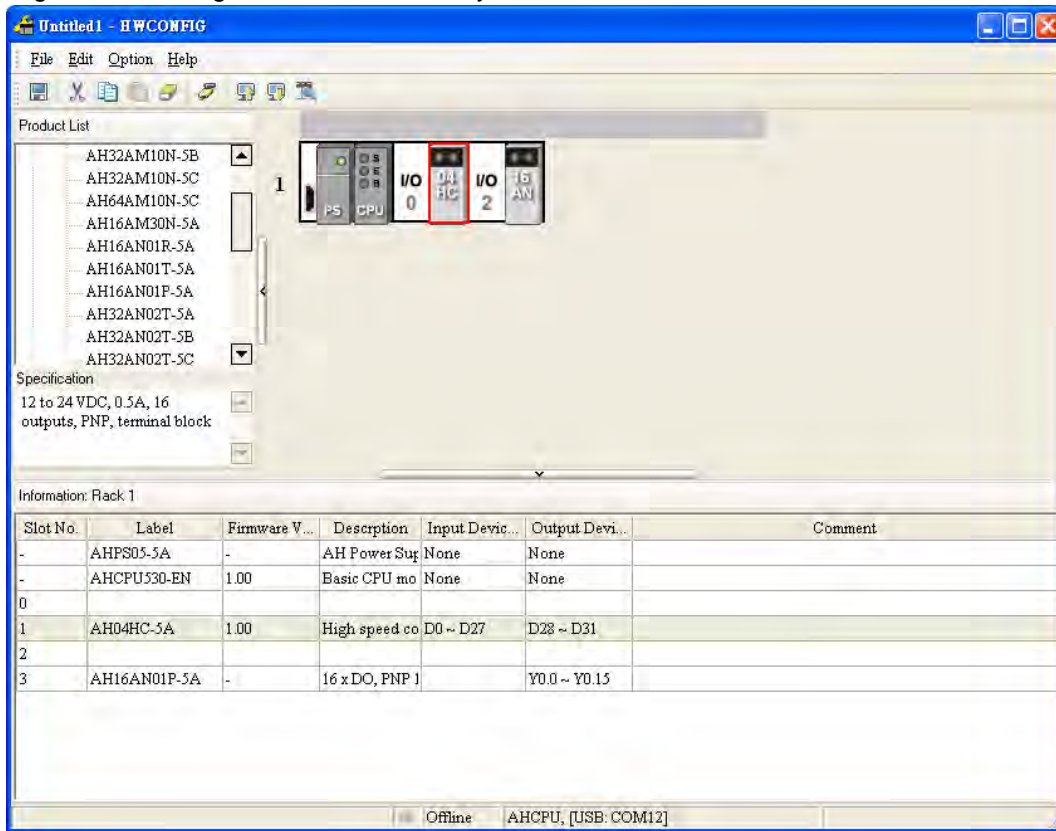 Untitled1 - HWCONFIG
File Edit Option Help
Product List
AH32AM10N-5B
AH32AM10N-5C
AH64AM10N-5C
AH16AM30N-5A
AH16AN01R-5A
AH16AN01T-5A
AH16AN01P-5A
AH32AN02T-5A
AH32AN02T-5B
AH32AN02T-5C
1
PS CPU I/O 0 04 HC I/O 2 16 AN
Specification
12 to 24 VDC, 0.5A, 16
outputs, PNP, terminal block
Information: Rack 1
Slot No. Label Firmware V... Descrption Input Devic... Output Devi... Comment
- AHPS05-5A - AH Power Sup None None
- AHCPU530-EN 1.00 Basic CPU mo None None
0
1 AH04HC-5A 1.00 High speed co D0 ~ D27 D28 ~ D31
2
3 AH16AN01P-5A - 16 x DO, PNP 1 Y0.0 ~ Y0.15
Offline AHCPU, [USB: COM12]